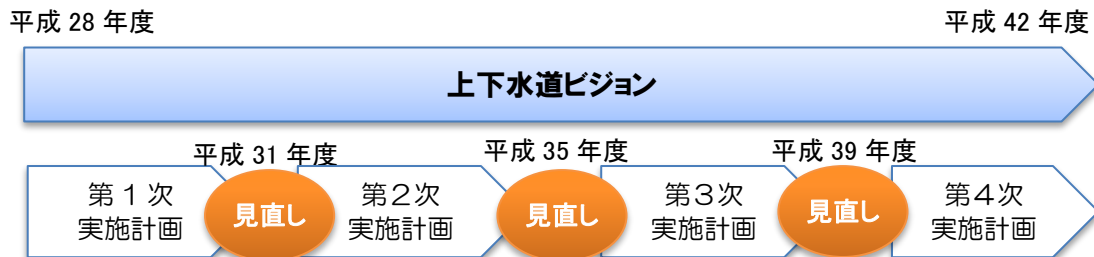 平成 28 年度
平成 42 年度
上下水道ビジョン
平成 31 年度
平成 35 年度
平成 39 年度
第１次
実施計画
見直し
第２次
実施計画
見直し
第３次
実施計画
見直し
第４次
実施計画